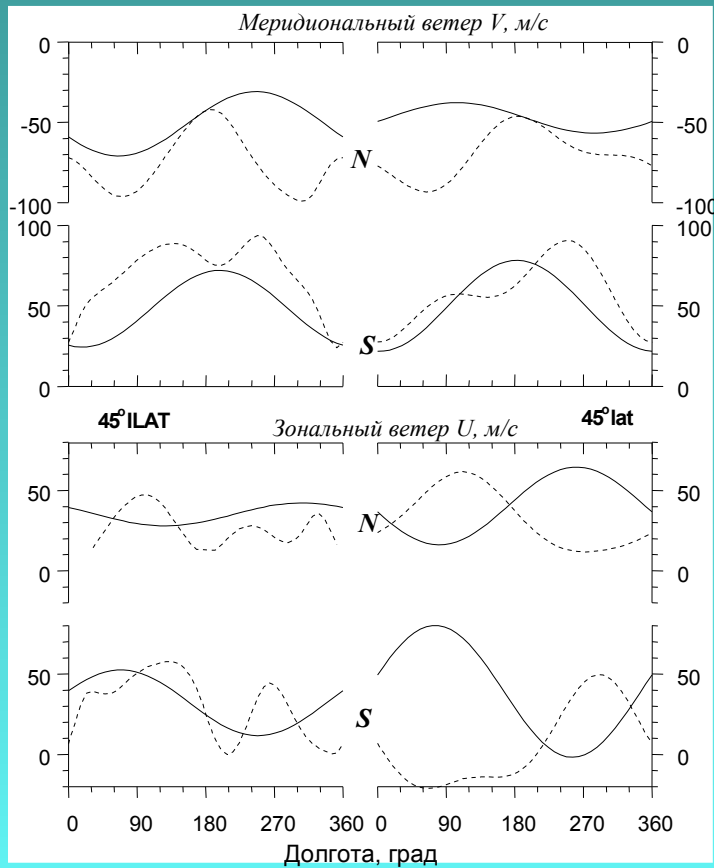 Меридиональный ветер V, м/с
0 0
-50 -50
N
-100 -100
100 100
50 50
S
0 0
45°ILAT 45°lat
Зональный ветер U, м/с
50 50
N
0 0
50 50
S
0 0
0 90 180 270 360 0 90 180 270 360
Долгота, град